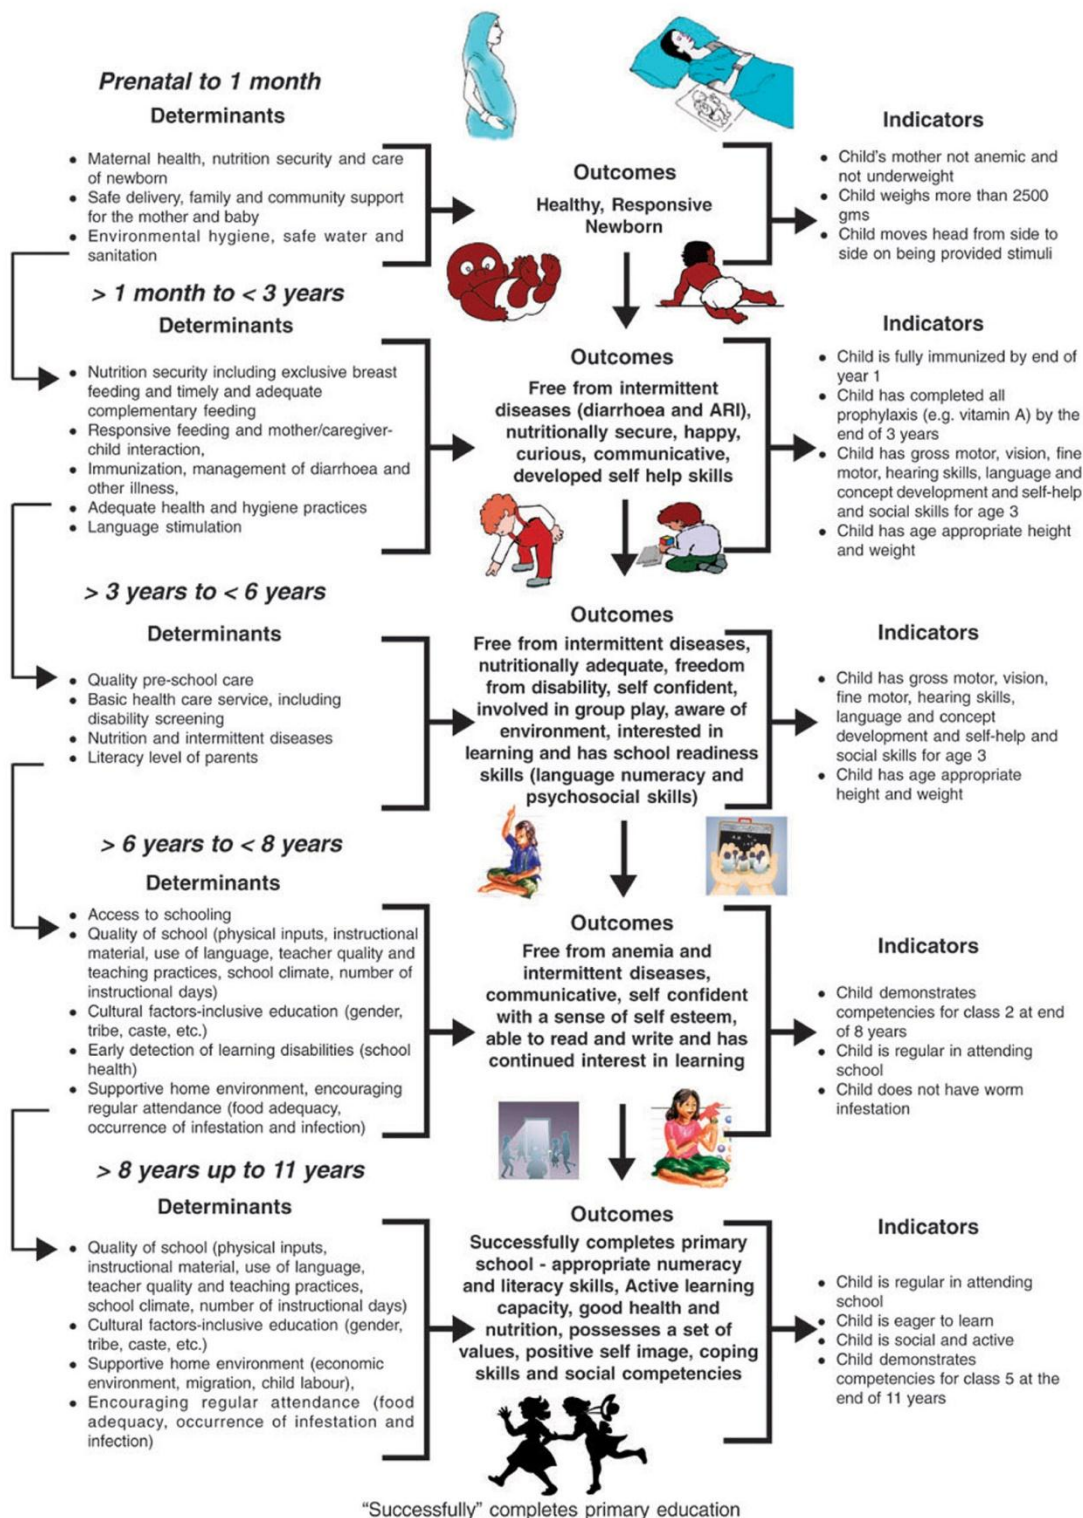 Prenatal to 1 month
Determinants
• Maternal health, nutrition security and care
of newborn
• Safe delivery, family and community support
for the mother and baby
• Environmental hygiene, safe water and
sanitation
Outcomes
Healthy, Responsive
Newborn
Indicators
• Child's mother not anemic and
not underweight
• Child weighs more than 2500
gms
• Child moves head from side to
side on being provided stimuli
> 1 month to < 3 years
Determinants
• Nutrition security including exclusive breast
feeding and timely and adequate
complementary feeding
• Responsive feeding and mother/caregiver-
child interaction,
• Immunization, management of diarrhoea and
other illness,
• Adequate health and hygiene practices
• Language stimulation
Outcomes
Free from intermittent
diseases (diarrhoea and ARI),
nutritionally secure, happy,
curious, communicative,
developed self help skills
Indicators
• Child is fully immunized by end of
year 1
• Child has completed all
prophylaxis (e.g. vitamin A) by the
end of 3 years
• Child has gross motor, vision, fine
motor, hearing skills, language and
concept development and self-help
and social skills for age 3
• Child has age appropriate height
and weight
> 3 years to < 6 years
Determinants
• Quality pre-school care
• Basic health care service, including
disability screening
• Nutrition and intermittent diseases
• Literacy level of parents
Outcomes
Free from intermittent diseases,
nutritionally adequate, freedom
from disability, self confident,
involved in group play, aware of
environment, interested in
learning and has school readiness
skills (language numeracy and
psychosocial skills)
Indicators
• Child has gross motor, vision,
fine motor, hearing skills,
language and concept
development and self-help and
social skills for age 3
• Child has age appropriate
height and weight
> 6 years to < 8 years
Determinants
• Access to schooling
• Quality of school (physical inputs, instructional
material, use of language, teacher quality and
teaching practices, school climate, number of
instructional days)
• Cultural factors-inclusive education (gender,
tribe, caste, etc.)
• Early detection of learning disabilities (school
health)
• Supportive home environment, encouraging
regular attendance (food adequacy,
occurrence of infestation and infection)
Outcomes
Free from anemia and
intermittent diseases,
communicative, self confident
with a sense of self esteem,
able to read and write and has
continued interest in learning
Indicators
• Child demonstrates
competencies for class 2 at end
of 8 years
• Child is regular in attending
school
• Child does not have worm
infestation
> 8 years up to 11 years
Determinants
• Quality of school (physical inputs,
instructional material, use of language,
teacher quality and teaching practices,
school climate, number of instructional days)
• Cultural factors-inclusive education (gender,
tribe, caste, etc.)
• Supportive home environment (economic
environment, migration, child labour),
• Encouraging regular attendance (food
adequacy, occurrence of infestation and
infection)
Outcomes
Successfully completes primary
school - appropriate numeracy
and literacy skills, Active learning
capacity, good health and
nutrition, possesses a set of
values, positive self image, coping
skills and social competencies
Indicators
• Child is regular in attending
school
• Child is eager to learn
• Child is social and active
• Child demonstrates
competencies for class 5 at the
end of 11 years
"Successfully" completes primary education